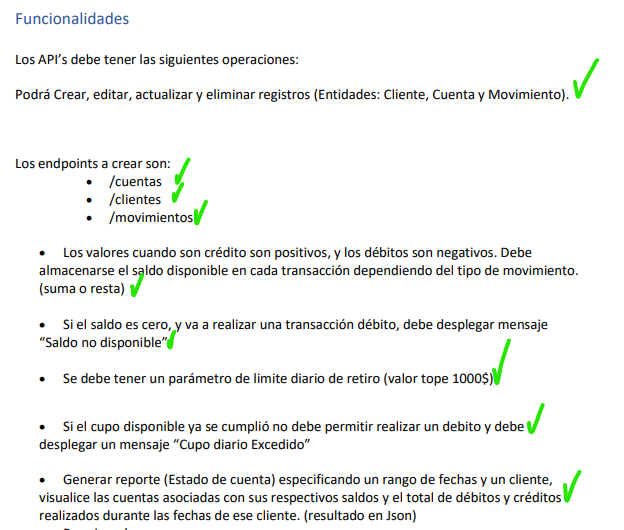 Funcionalidades
Los API’s debe tener las siguientes operaciones:
Podrá Crear, editar, actualizar y eliminar registros (Entidades: Cliente, Cuenta y Movimiento).
Los endpoints a crear son:
• /cuentas
• /clientes
• /movimientos
• Los valores cuando son crédito son positivos, y los débitos son negativos. Debe
almacenarse el saldo disponible en cada transacción dependiendo del tipo de movimiento.
(suma o resta)
• Si el saldo es cero, y va a realizar una transacción débito, debe desplegar mensaje
“Saldo no disponible”
• Se debe tener un parámetro de limite diario de retiro (valor tope 1000$)
• Si el cupo disponible ya se cumplió no debe permitir realizar un debito y debe
desplegar un mensaje “Cupo diario Excedido”
• Generar reporte (Estado de cuenta) especificando un rango de fechas y un cliente,
visualice las cuentas asociadas con sus respectivos saldos y el total de débitos y créditos
realizados durante las fechas de ese cliente. (resultado en Json)